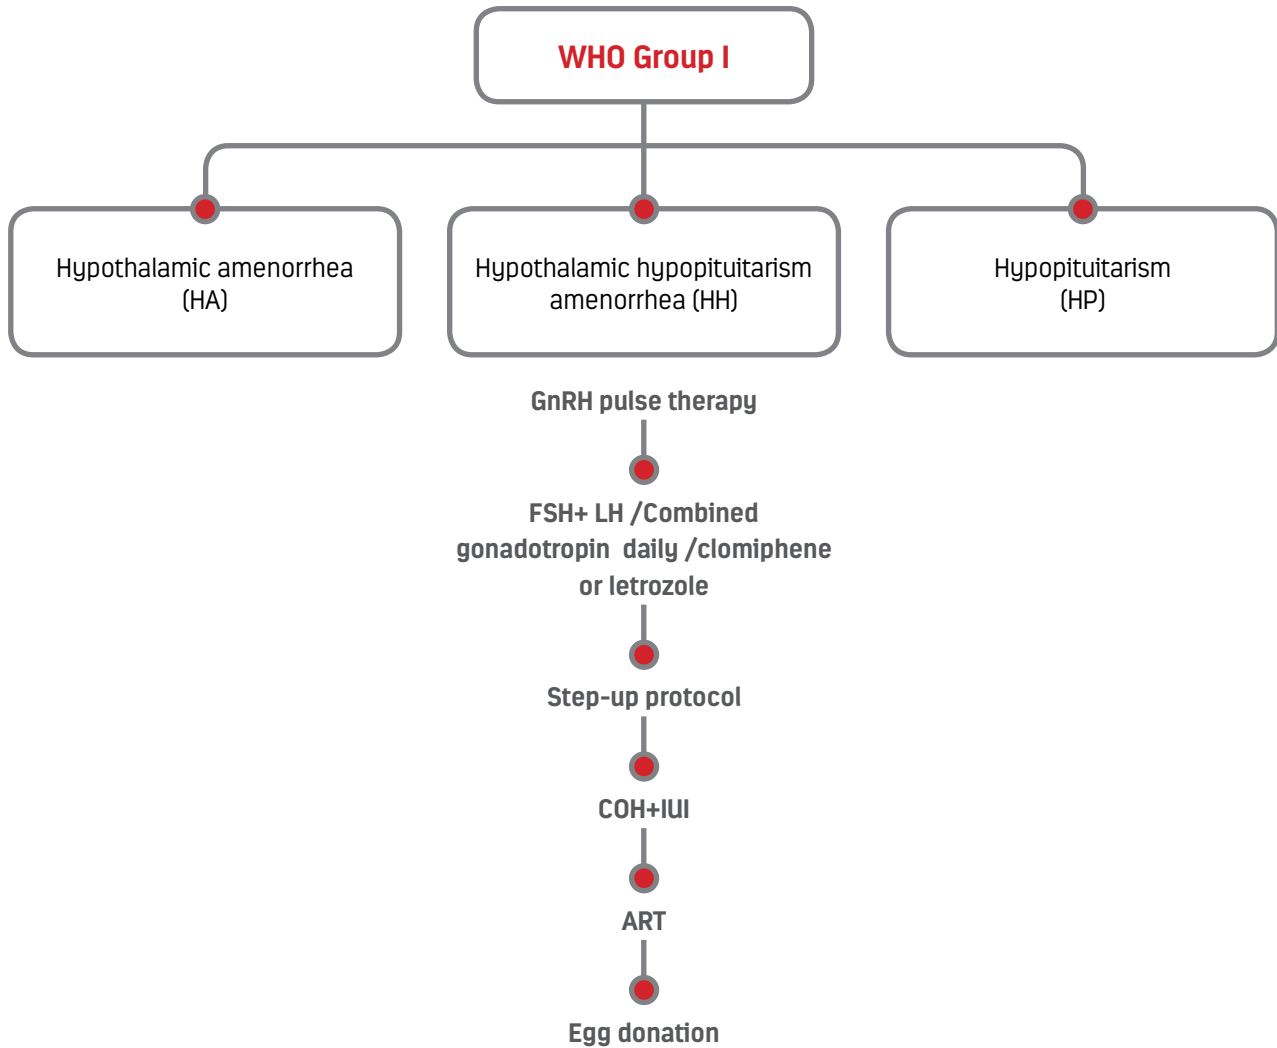 WHO Group I
Hypothalamic amenorrhea
(HA)
Hypothalamic hypopituitarism
amenorrhea (HH)
Hypopituitarism
(HP)
GnRH pulse therapy
FSH+ LH /Combined
gonadotropin daily /clomiphene
or letrozole
Step-up protocol
COH+IUI
ART
Egg donation